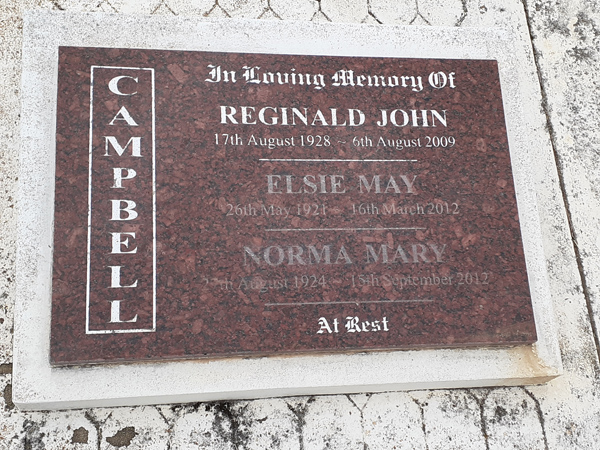 CAMPBELL
In Loving Memory Of
REGINALD JOHN
17th August 1928 ~ 6th August 2009
ELSIE MAY
26th May 1921 ~ 16th March 2012
NORMA MARY
August 1924 ~ 15th September 2012
At Rest